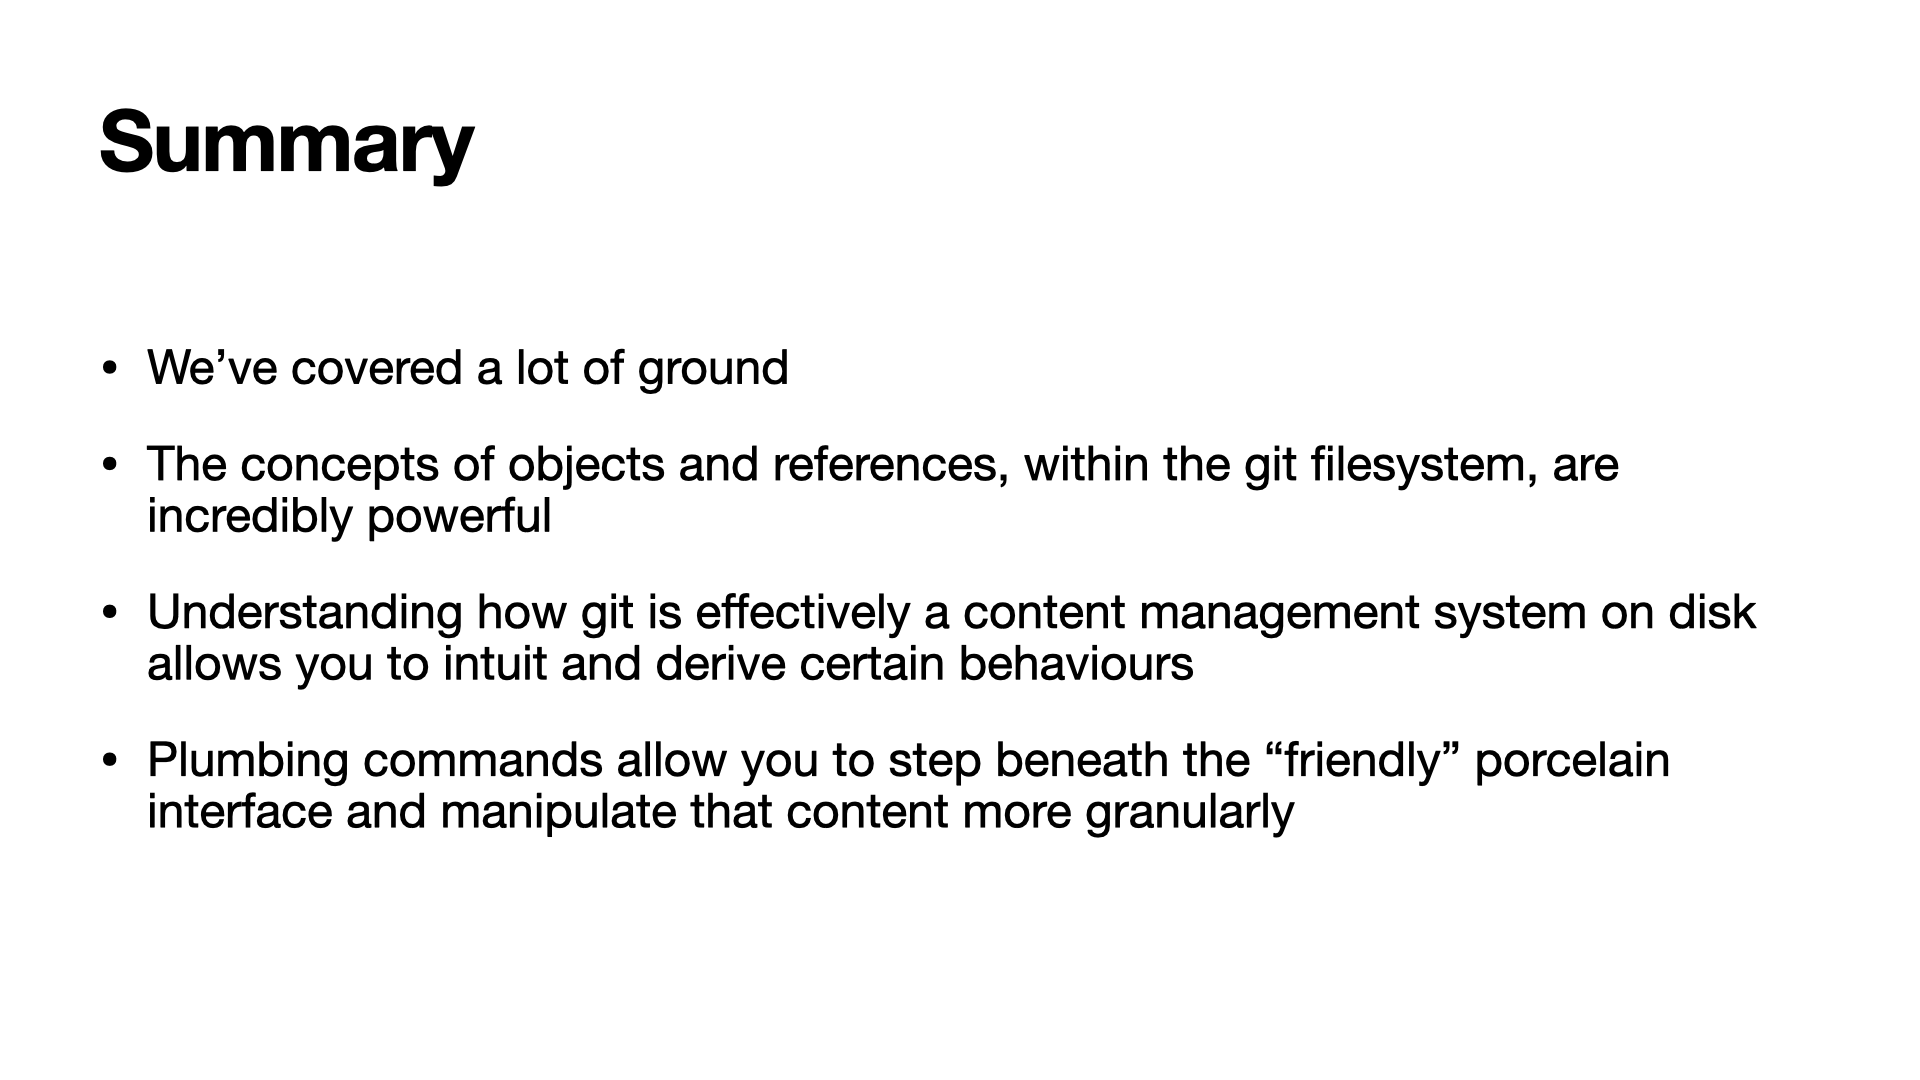 Summary
• We’ve covered a lot of ground
• The concepts of objects and references, within the git filesystem, are
incredibly powerful
• Understanding how git is effectively a content management system on disk
allows you to intuit and derive certain behaviours
• Plumbing commands allow you to step beneath the “friendly” porcelain
interface and manipulate that content more granularly